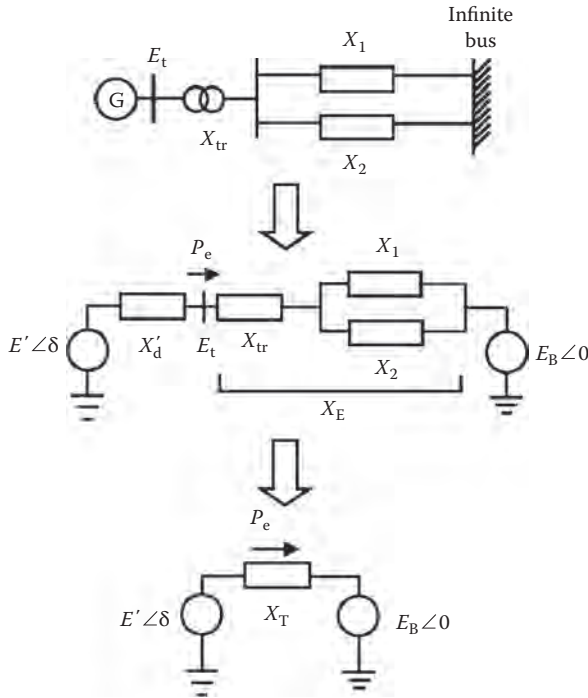 Infinite
bus
E_t
X_1
G
X_tr
X_2
P_e
X_1
E′∠δ
X′_d
E_t
X_tr
X_2
E_B∠0
X_E
P_e
E′∠δ
X_T
E_B∠0